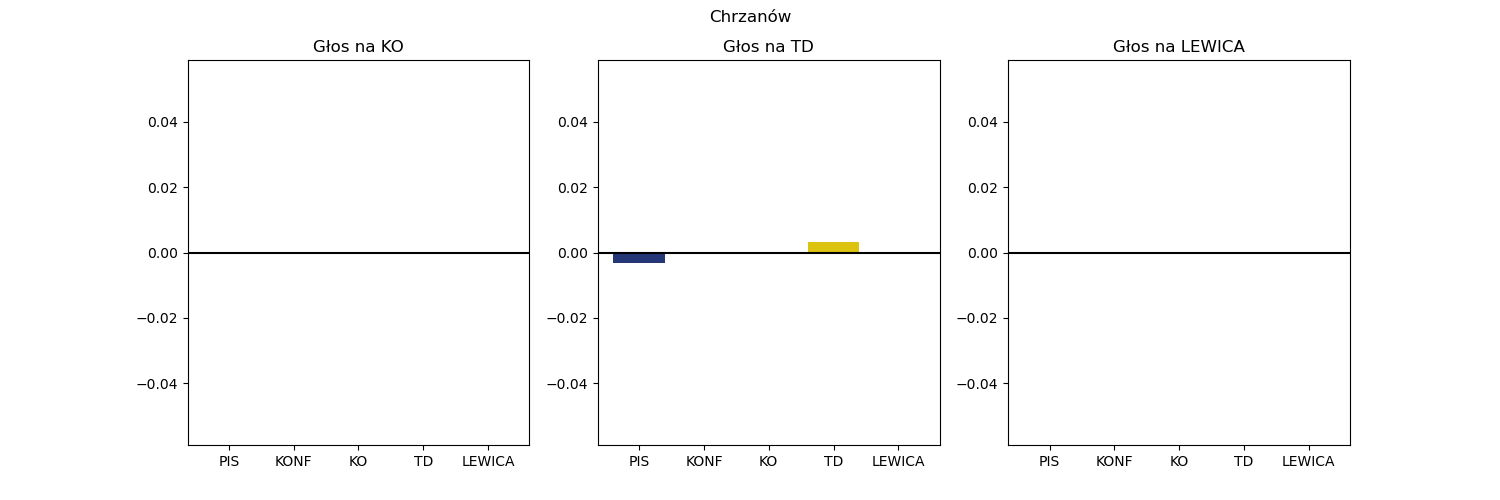 Chrzanów
Głos na KO
0.04
0.02
0.00
−0.02
−0.04
PIS KONF KO TD LEWICA
Głos na TD
0.04
0.02
0.00
−0.02
−0.04
PIS KONF KO TD LEWICA
Głos na LEWICA
0.04
0.02
0.00
−0.02
−0.04
PIS KONF KO TD LEWICA